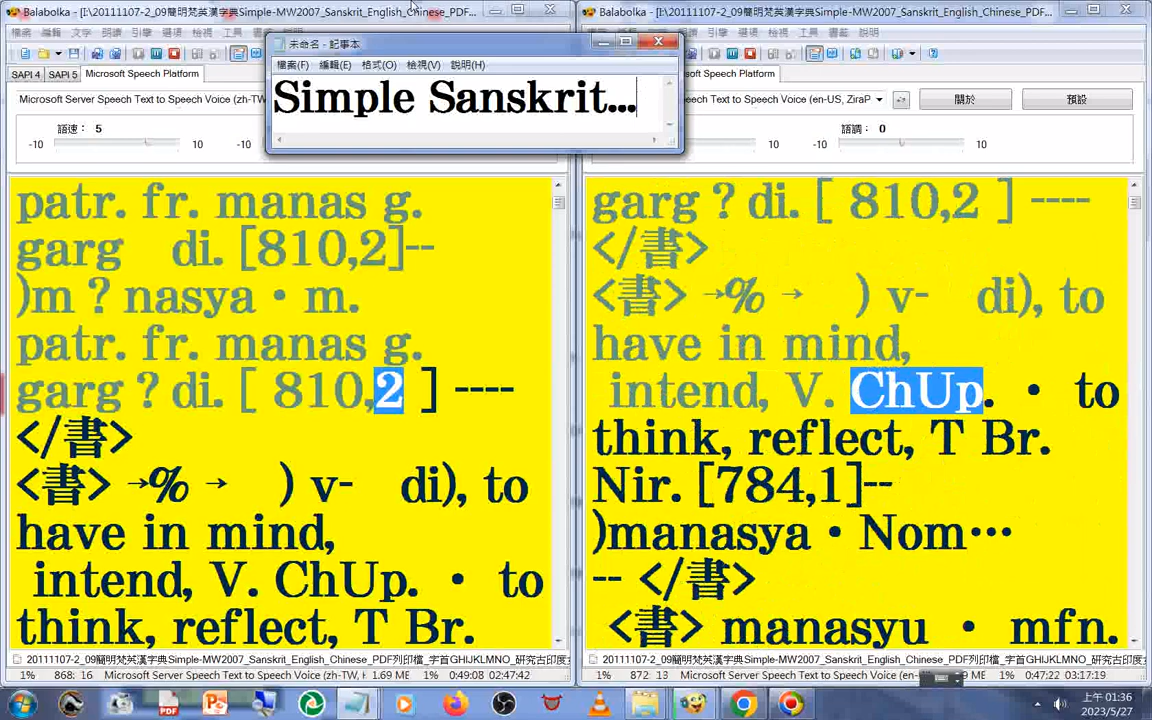 Balabolka - [I:\20111107-2_09簡明梵英漢字典Simple-MW2007_Sanskrit_English_Chinese_PDF...
Balabolka - [I:\20111107-2_09簡明梵英漢字典Simple-MW2007_Sanskrit_English_Chinese_PDF...
未命名 - 記事本
檔案(F) 編輯(E) 格式(O) 檢視(V) 說明(H)
Simple Sanskrit...
SAPI 4 SAPI 5 Microsoft Speech Platform
Speech Platform
Microsoft Server Speech Text to Speech Voice (zh-TW
ech Text to Speech Voice (en-US, ZiraP
關於
預設
語速： 5
-10 10 -10
語調： 0
10 -10 10
patr. fr. manas g.
garg di. [810,2]--
)m ? nasya • m.
patr. fr. manas g.
garg ? di. [ 810,2 ] ----
</書>
<書> →% → ) v- di), to
have in mind,
intend, V. ChUp. • to
think, reflect, T Br.
garg ? di. [ 810,2 ] ----
</書>
<書> →% → ) v- di), to
have in mind,
intend, V. ChUp. • to
think, reflect, T Br.
Nir. [784,1]--
)manasya • Nom…
-- </書>
<書> manasyu • mfn.
20111107-2_09簡明梵英漢字典Simple-MW2007_Sanskrit_English_Chinese_PDF列印檔_字首GHIJKLMNO_研究古印度
20111107-2_09簡明梵英漢字典Simple-MW2007_Sanskrit_English_Chinese_PDF列印檔_字首GHIJKLMNO_研究古印度
1% 868: 16 Microsoft Server Speech Text to Speech Voice (zh-TW, 1.69 MB 1% 0:49:08 02:47:42
1% 872: 13 Microsoft Server Speech Text to Speech Voice 1% 0:47:22 03:17:19
上午 01:36
2023/5/27